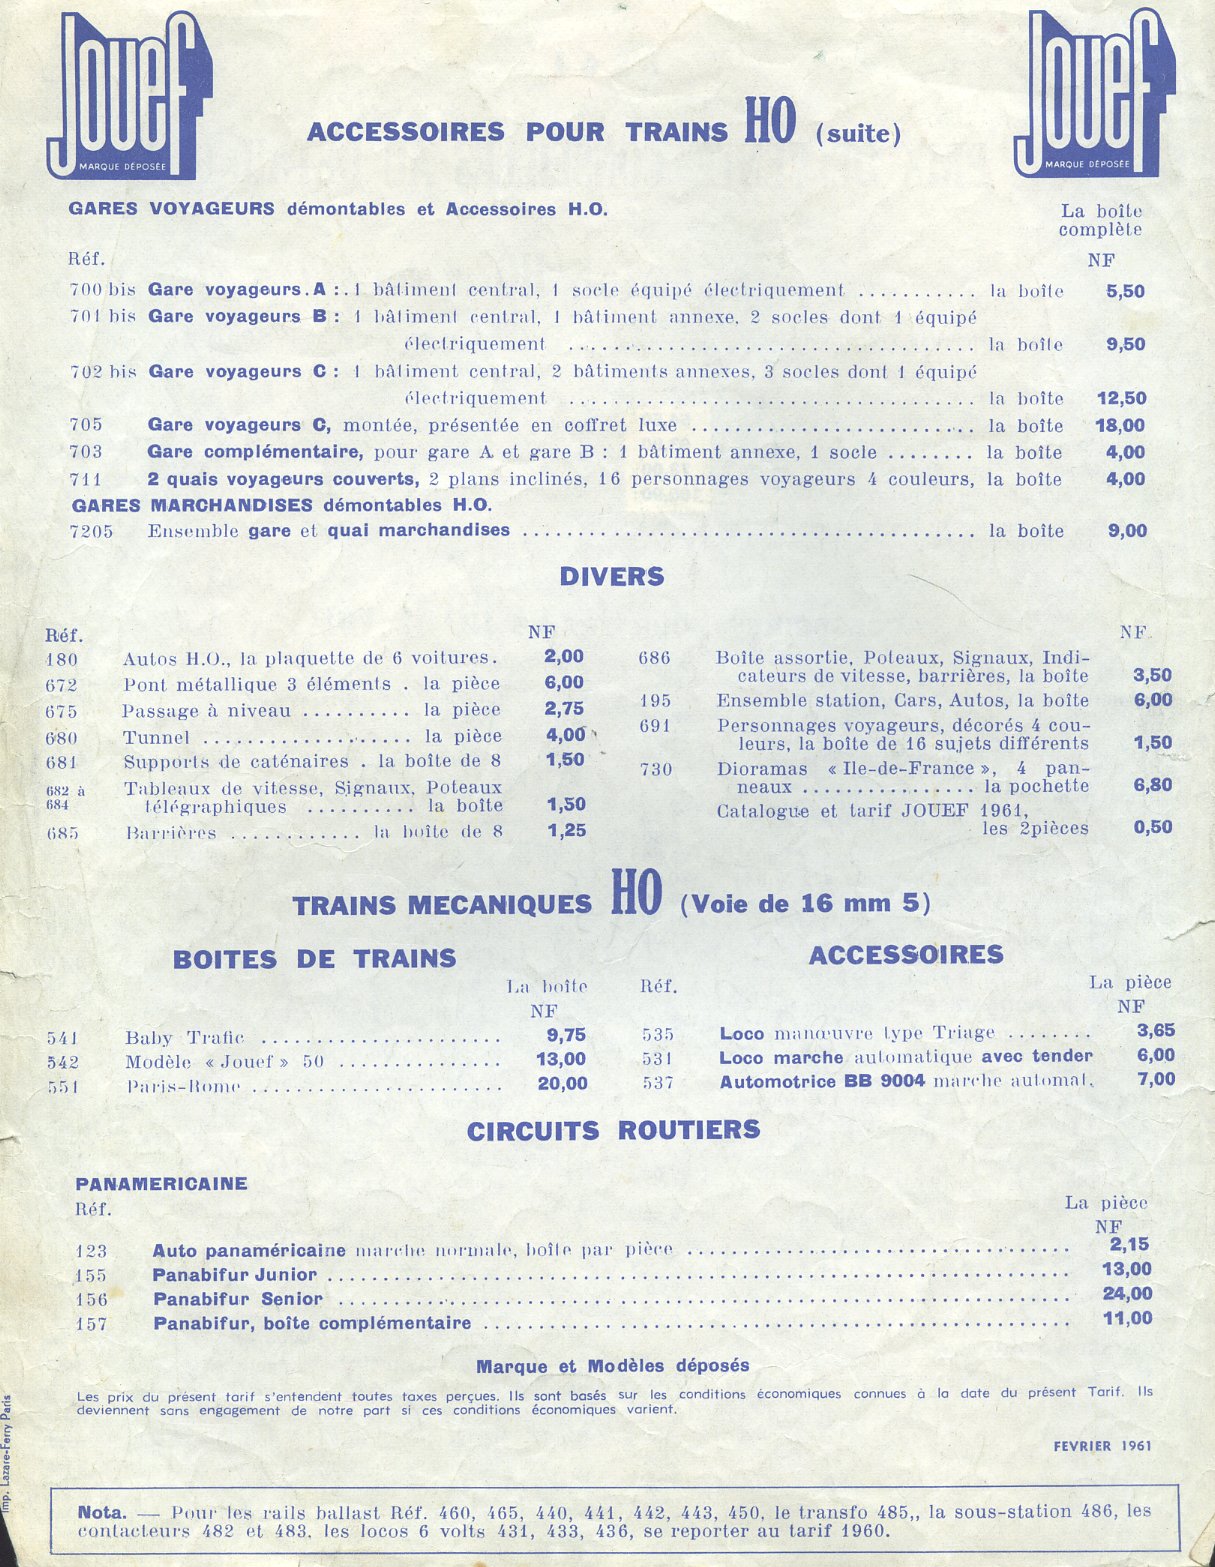 Jouef
MARQUE DÉPOSÉE
Jouef
MARQUE DÉPOSÉE
ACCESSOIRES POUR TRAINS HO (suite)
GARES VOYAGEURS démontables et Accessoires H.O.
La boîte
complète
Réf.
NF
700 bis Gare voyageurs.A :.1 bâtiment central, 1 socle équipé électriquement ........... la boîte 5,50
701 bis Gare voyageurs B : 1 bâtiment central, 1 bâtiment annexe, 2 socles dont 1 équipé
électriquement ..................................... la boîte 9,50
702 bis Gare voyageurs C : 1 bâtiment central, 2 bâtiments annexes, 3 socles dont 1 équipé
électriquement ..................................... la boîte 12,50
705 Gare voyageurs C, montée, présentée en coffret luxe .......................... la boîte 18,00
703 Gare complémentaire, pour gare A et gare B : 1 bâtiment annexe, 1 socle ........ la boîte 4,00
711 2 quais voyageurs couverts, 2 plans inclinés, 16 personnages voyageurs 4 couleurs, la boîte 4,00
GARES MARCHANDISES démontables H.O.
7205 Ensemble gare et quai marchandises ......................................... la boîte 9,00
DIVERS
Réf.
NF
180 Autos H.O., la plaquette de 6 voitures. 2,00
672 Pont métallique 3 éléments . la pièce 6,00
675 Passage à niveau .......... la pièce 2,75
680 Tunnel ................... la pièce 4,00
681 Supports de caténaires . la boîte de 8 1,50
682 à Tableaux de vitesse, Signaux, Poteaux
684 télégraphiques .......... la boîte 1,50
685 Barrières ............ la boîte de 8 1,25
NF
686 Boîte assortie, Poteaux, Signaux, Indi-
cateurs de vitesse, barrières, la boîte 3,50
195 Ensemble station, Cars, Autos, la boîte 6,00
691 Personnages voyageurs, décorés 4 cou-
leurs, la boîte de 16 sujets différents 1,50
730 Dioramas « Ile-de-France », 4 pan-
neaux ................ la pochette 6,80
Catalogue et tarif JOUEF 1961,
les 2pièces 0,50
TRAINS MECANIQUES HO (Voie de 16 mm 5)
BOITES DE TRAINS
La boîte
NF
541 Baby Trafic ...................... 9,75
542 Modèle « Jouef » 50 ............... 13,00
551 Paris-Rome ....................... 20,00
ACCESSOIRES
Réf.
La pièce
NF
535 Loco manœuvre type Triage ........ 3,65
531 Loco marche automatique avec tender 6,00
537 Automotrice BB 9004 marche automat. 7,00
CIRCUITS ROUTIERS
PANAMERICAINE
Réf.
La pièce
NF
123 Auto panaméricaine marche normale, boîte par pièce ................................... 2,15
155 Panabifur Junior .................................................................... 13,00
156 Panabifur Senior ................................................................... 24,00
157 Panabifur, boîte complémentaire ...................................................... 11,00
Marque et Modèles déposés
Les prix du présent tarif s'entendent toutes taxes perçues. Ils sont basés sur les conditions économiques connues à la date du présent Tarif. Ils
deviennent sans engagement de notre part si ces conditions économiques varient.
FEVRIER 1961
Imp. Lazare-Ferry Paris
Nota. — Pour les rails ballast Réf. 460, 465, 440, 441, 442, 443, 450, le transfo 485,, la sous-station 486, les
contacteurs 482 et 483, les locos 6 volts 431, 433, 436, se reporter au tarif 1960.